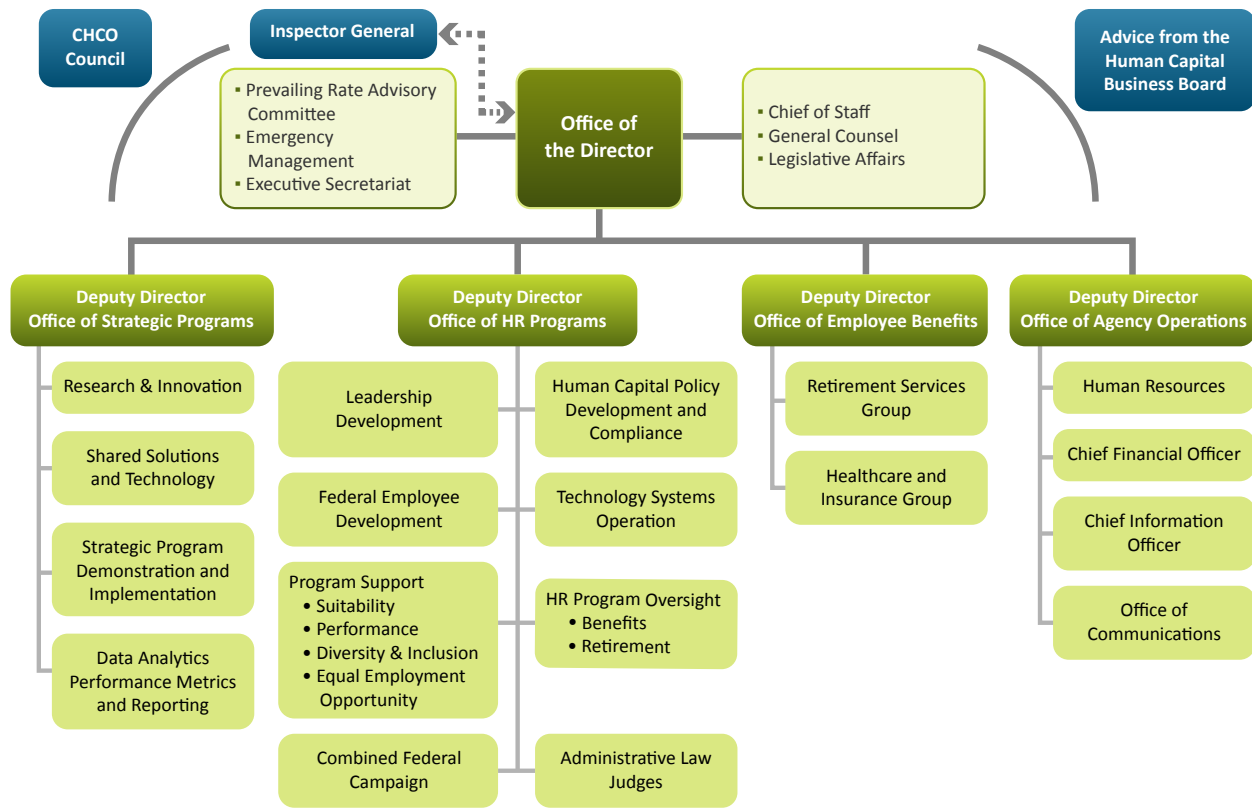 CHCO
Council
Inspector General
Advice from the
Human Capital
Business Board
▪ Prevailing Rate Advisory
Committee
▪ Emergency
Management
▪ Executive Secretariat
Office of
the Director
▪ Chief of Staff
▪ General Counsel
▪ Legislative Affairs
Deputy Director
Office of Strategic Programs
Research & Innovation
Shared Solutions
and Technology
Strategic Program
Demonstration and
Implementation
Data Analytics
Performance Metrics
and Reporting
Deputy Director
Office of HR Programs
Leadership
Development
Human Capital Policy
Development and
Compliance
Federal Employee
Development
Technology Systems
Operation
Program Support
• Suitability
• Performance
• Diversity & Inclusion
• Equal Employment
Opportunity
HR Program Oversight
• Benefits
• Retirement
Combined Federal
Campaign
Administrative Law
Judges
Deputy Director
Office of Employee Benefits
Retirement Services
Group
Healthcare and
Insurance Group
Deputy Director
Office of Agency Operations
Human Resources
Chief Financial Officer
Chief Information
Officer
Office of
Communications